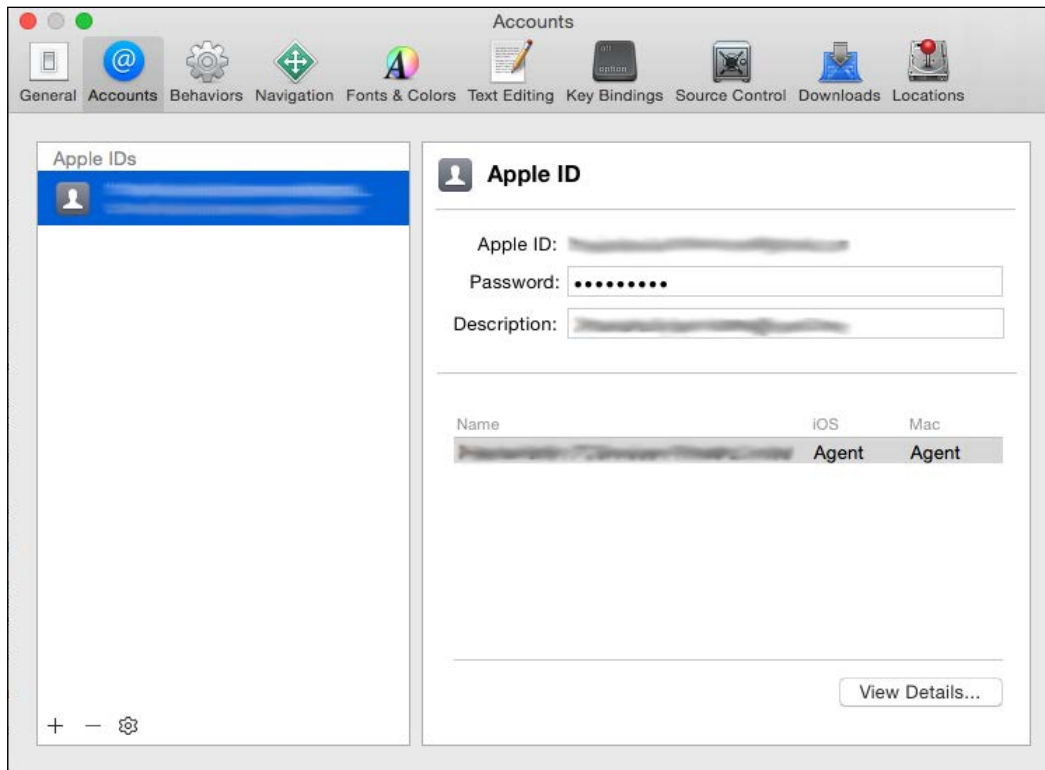 Accounts
General Accounts Behaviors Navigation Fonts & Colors Text Editing Key Bindings Source Control Downloads Locations
Apple IDs
Apple ID
Apple ID:
Password: •••••••••
Description:
Name iOS Mac
Agent Agent
View Details...